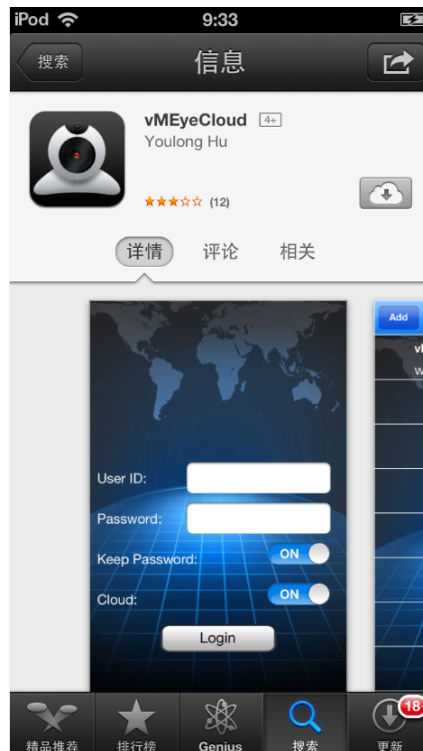 iPod 9:33
搜索 信息
vMEyeCloud 4+
Youlong Hu
(12)
详情 评论 相关
Add
User ID:
Password:
Keep Password: ON
Cloud: ON
Login
18
精品推荐 排行榜 Genius 搜索 更新